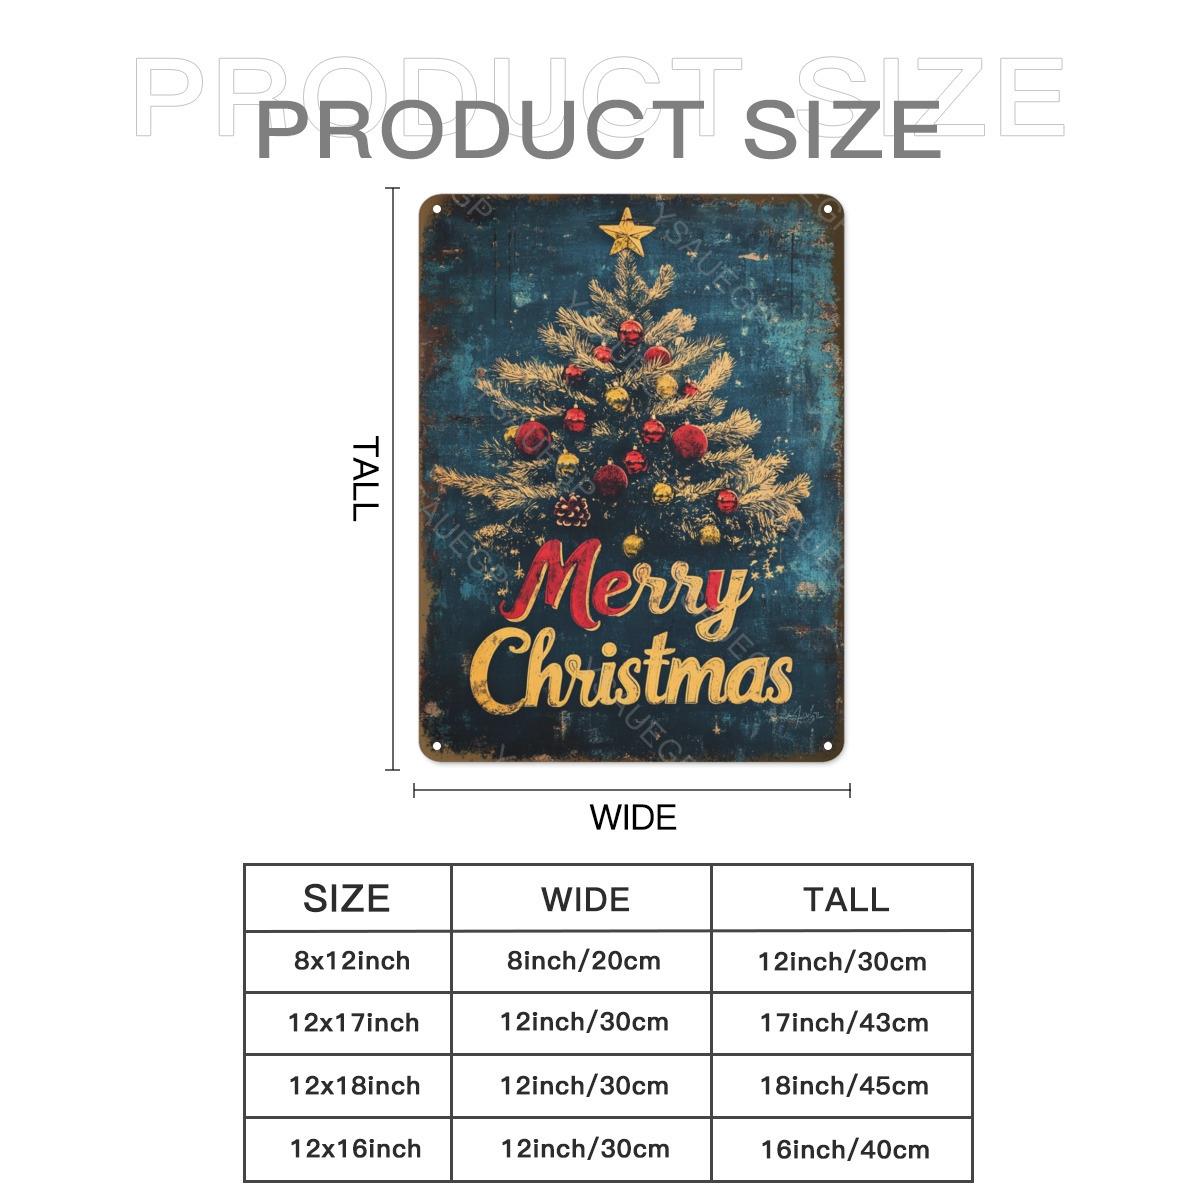 PRODUCT SIZE
PRODUCT SIZE
TALL
YSAUEGP
Merry
Christmas
WIDE
SIZE WIDE TALL
8x12inch 8inch/20cm 12inch/30cm
12x17inch 12inch/30cm 17inch/43cm
12x18inch 12inch/30cm 18inch/45cm
12x16inch 12inch/30cm 16inch/40cm